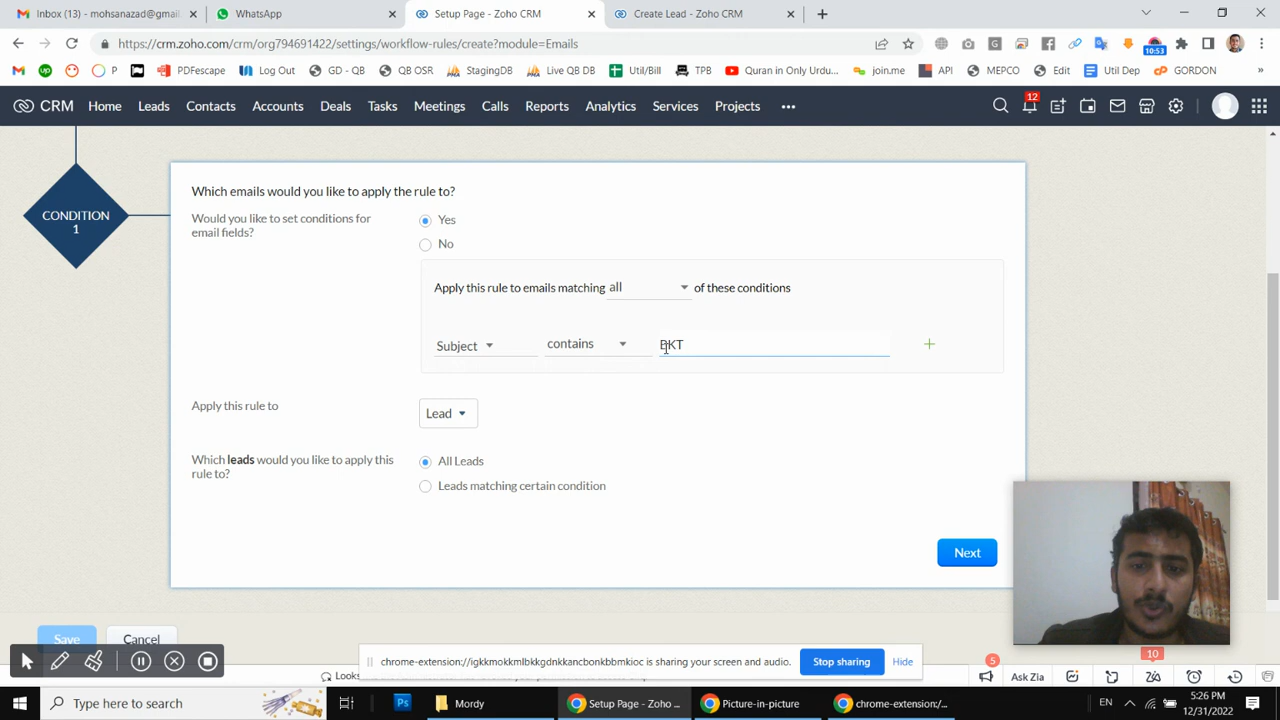 Inbox (13) - mohsanazad@gmail.
WhatsApp
Setup Page - Zoho CRM
Create Lead - Zoho CRM
https://crm.zoho.com/crm/org794691422/settings/workflow-rules/create?module=Emails
10:53
P
PDFescape
Log Out
GD - QB
QB OSR
StagingDB
Live QB DB
Util/Bill
TPB
Quran in Only Urdu...
join.me
API
MEPCO
Edit
Util Dep
GORDON
»
CRM
Home
Leads
Contacts
Accounts
Deals
Tasks
Meetings
Calls
Reports
Analytics
Services
Projects
12
CONDITION
1
Which emails would you like to apply the rule to?
Would you like to set conditions for
email fields?
Yes
No
Apply this rule to emails matching all of these conditions
Subject
contains
Apply this rule to
Lead
Which leads would you like to apply this
rule to?
All Leads
Leads matching certain condition
Next
Save
Cancel
chrome-extension://igkkmokkmlbkkgdnkkancbonkbbmkioc is sharing your screen and audio.
Stop sharing
Hide
5
Ask Zia
10
Type here to search
Ps
Mordy
Setup Page - Zoho ...
Picture-in-picture
chrome-extension:/...
EN
5:26 PM
12/31/2022